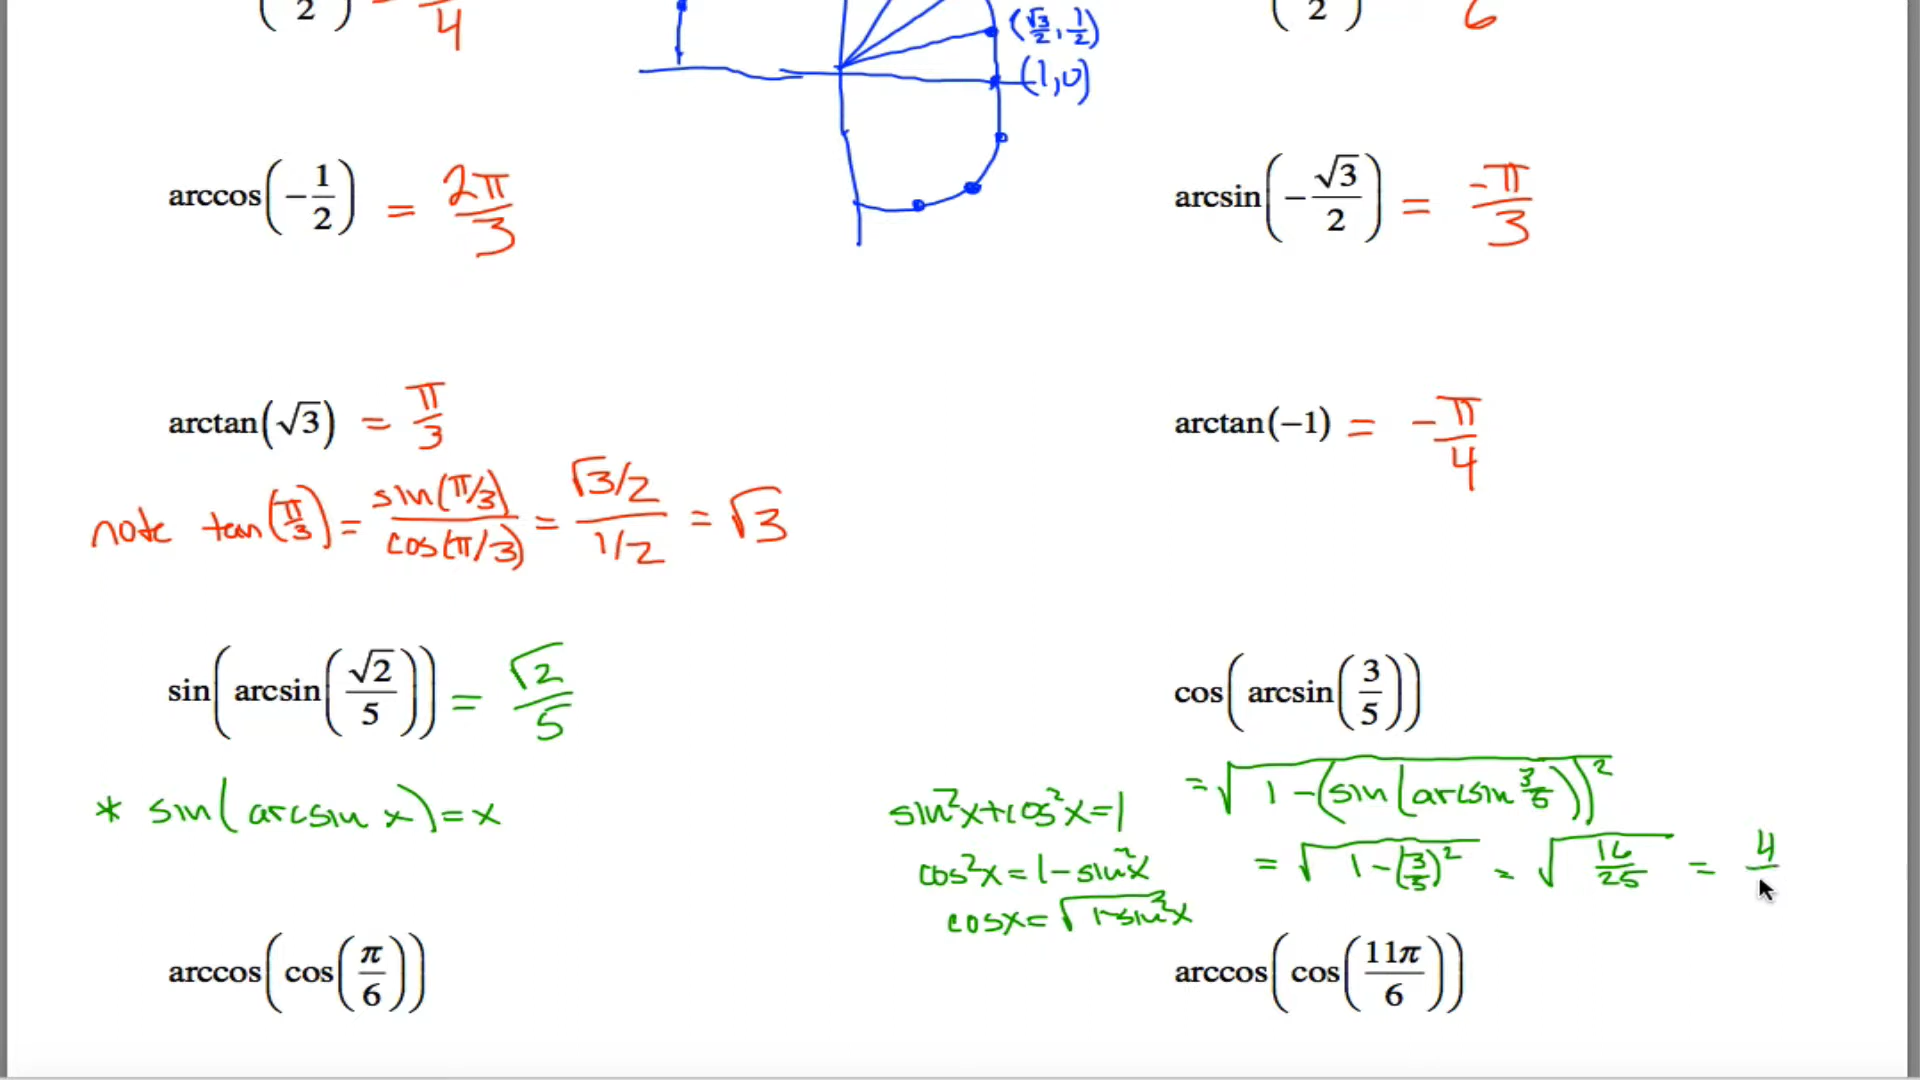 2) 4
(√3/2, 1/2)
2) 6
(1,0)
arccos(−1/2) = 2π/3
arcsin(−√3/2) = -π/3
arctan(√3) = π/3
arctan(−1) = -π/4
note tan(π/3) = sin(π/3)/cos(π/3) = (√3/2)/(1/2) = √3
sin(arcsin(√2/5)) = √2/5
cos(arcsin(3/5))
* sin(arcsin x) = x
sin²x+cos²x=1
= √(1-(sin(arcsin 3/5))²)
cos²x = 1-sin²x
= √(1-(3/5)²) = √(16/25) = 4
cosx = √(1-sin²x)
arccos(cos(π/6))
arccos(cos(11π/6))